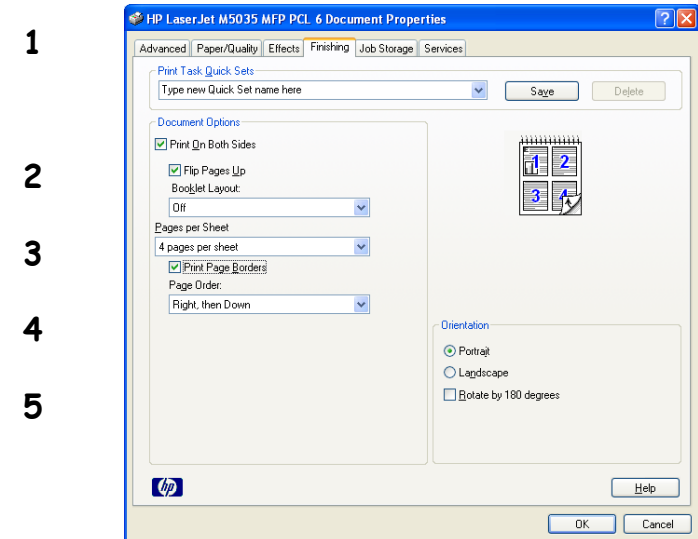 HP LaserJet M5035 MFP PCL 6 Document Properties
1
Advanced Paper/Quality Effects Finishing Job Storage Services
Print Task Quick Sets
Type new Quick Set name here Save Delete
Document Options
Print On Both Sides
2
Flip Pages Up
Booklet Layout:
Off
1 2
3 4
Pages per Sheet
3
4 pages per sheet
Print Page Borders
Page Order:
Right, then Down
4
Orientation
Portrait
Landscape
5
Rotate by 180 degrees
hp
Help
OK Cancel